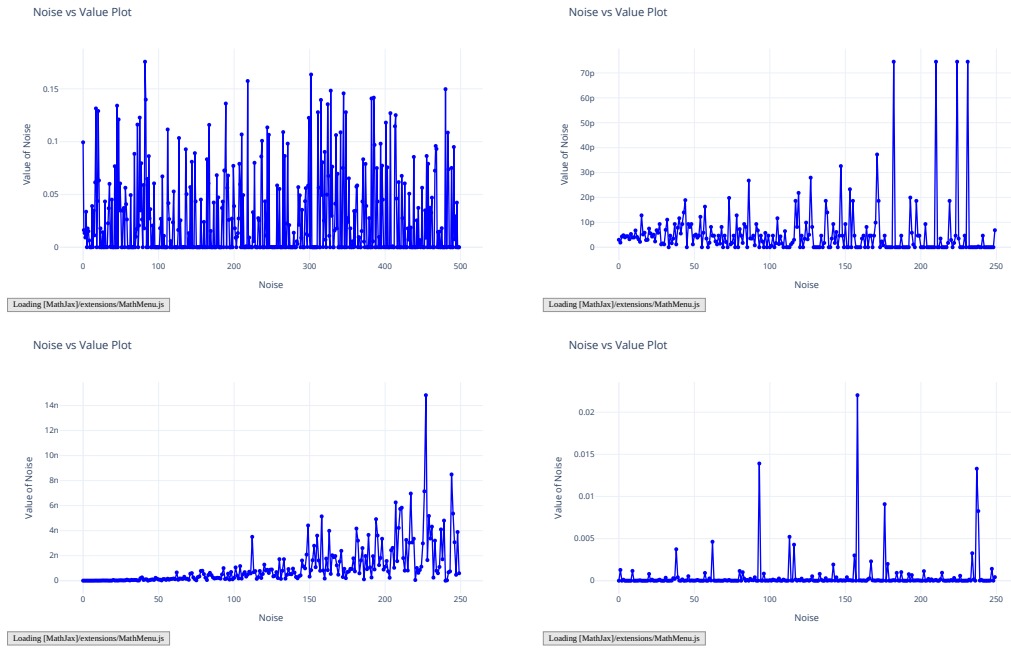 Noise vs Value Plot
0.15
0.1
0.05
0
0 100 200 300 400 500
Value of Noise
Noise
Loading [MathJax]/extensions/MathMenu.js
Noise vs Value Plot
70p
60p
50p
40p
30p
20p
10p
0
0 50 100 150 200 250
Value of Noise
Noise
Loading [MathJax]/extensions/MathMenu.js
Noise vs Value Plot
14n
12n
10n
8n
6n
4n
2n
0
0 50 100 150 200 250
Value of Noise
Noise
Loading [MathJax]/extensions/MathMenu.js
Noise vs Value Plot
0.02
0.015
0.01
0.005
0
0 50 100 150 200 250
Value of Noise
Noise
Loading [MathJax]/extensions/MathMenu.js